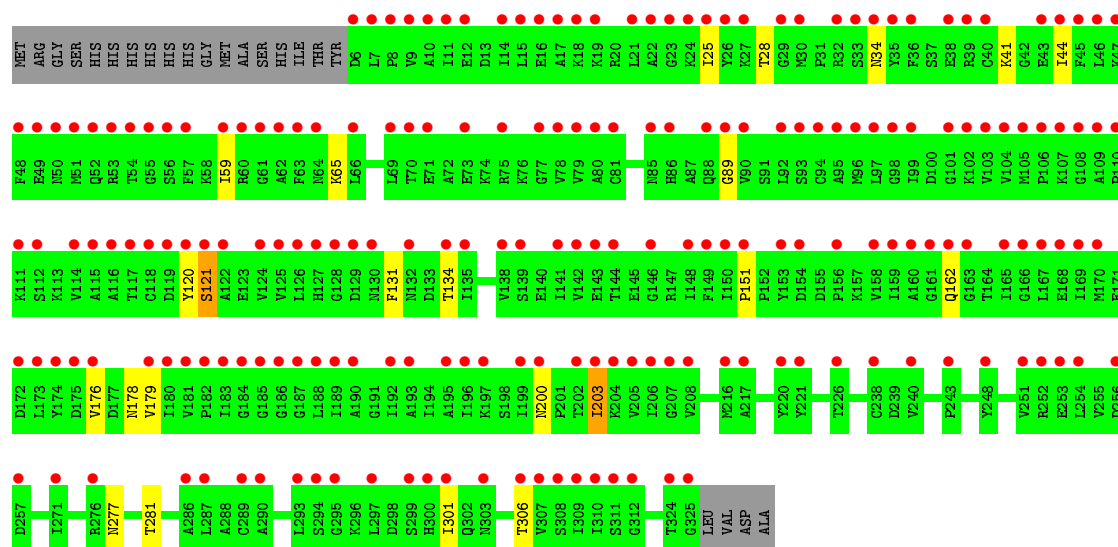 MET ARG GLY SER HIS HIS HIS HIS HIS HIS GLY MET ALA SER HIS ILE THR TYR D6 L7 P8 V9 A10 I11 E12 D13 I14 L15 E16 A17 K18 K19 R20 L21 A22 G23 K24 I25 Y26 K27 T28 G29 M30 P31 R32 S33 N34 Y35 F36 S37 E38 R39 C40 K41 G42 E43 I44 F45 L46 K47
F48 E49 N50 M51 Q52 R53 T54 G55 S56 F57 K58 I59 R60 G61 A62 F63 N64 K65 L66 L69 T70 E71 A72 E73 K74 R75 K76 G77 V78 V79 A80 C81 N85 H86 A87 Q88 G89 V90 S91 L92 S93 C94 A95 M96 L97 G98 I99 D100 G101 K102 V103 V104 M105 P106 K107 G108 A109 P110
K111 S112 K113 V114 A115 A116 T117 C118 D119 Y120 S121 A122 E123 V124 V125 L126 H127 G128 D129 N130 F131 N132 D133 T134 I135 V138 S139 E140 I141 V142 E143 T144 E145 G146 R147 I148 F149 I150 P151 P152 Y153 D154 D155 P156 K157 V158 I159 A160 G161 Q162 G163 T164 I165 G166 L167 E168 I169 M170 E171
D172 L173 Y174 D175 V176 D177 N178 V179 I180 V181 P182 I183 G184 G185 G186 G187 L188 I189 A190 G191 I192 A193 I194 A195 I196 K197 S198 I199 N200 P201 T202 I203 K204 V205 I206 G207 V208 M216 A217 Y220 Y221 T226 C238 D239 V240 P243 Y248 V251 R252 E253 L254 V255 D256
D257 I271 R276 N277 T281 A286 L287 A288 C289 A290 L293 S294 G295 K296 L297 D298 S299 H300 I301 Q302 N303 T306 V307 S308 I309 I310 S311 G312 T324 G325 LEU VAL ASP ALA